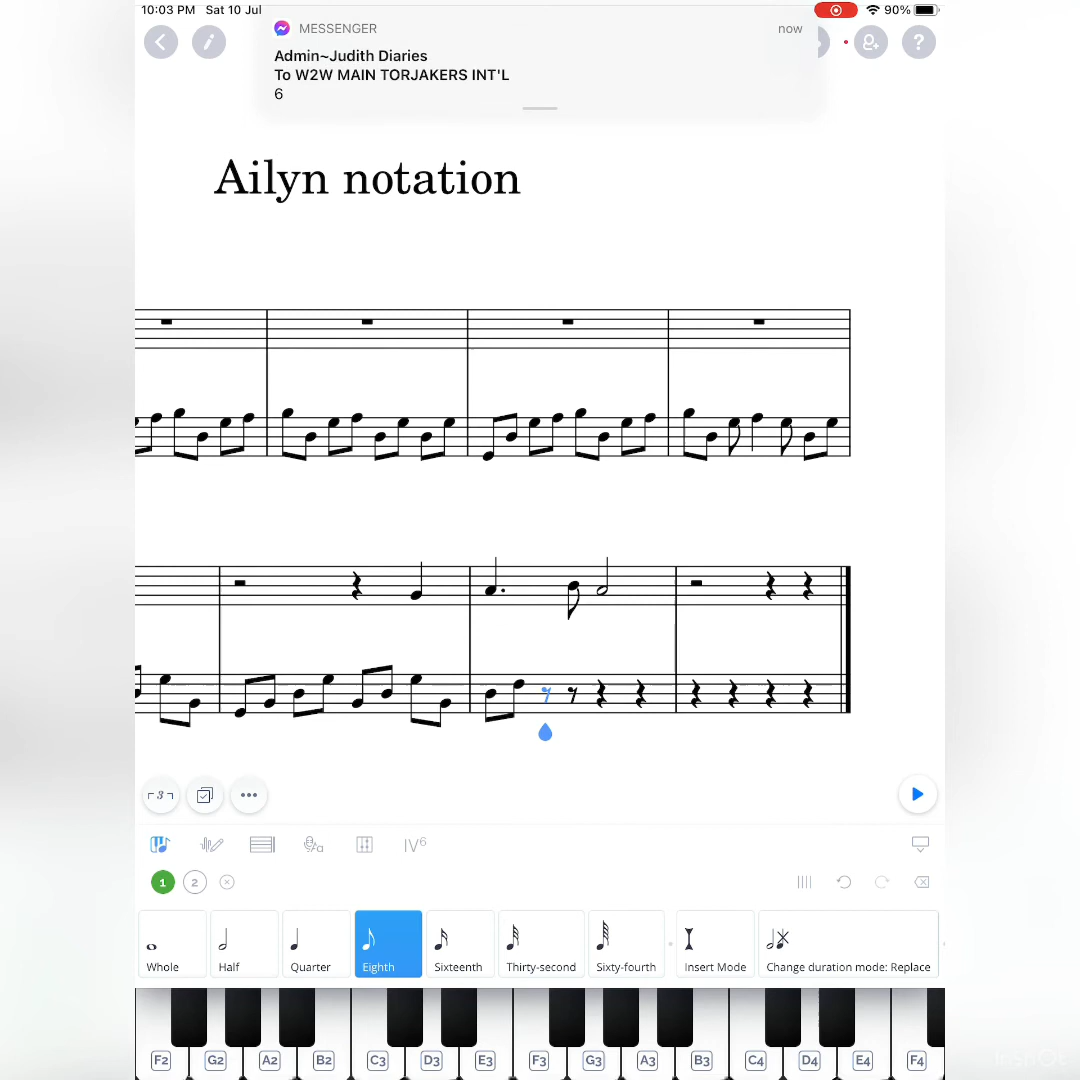 10:03 PM Sat 10 Jul
90%
MESSENGER
now
Admin~Judith Diaries
To W2W MAIN TORJAKERS INT'L
6
?
Ailyn notation
3
IV6
1 2
Whole Half Quarter Eighth Sixteenth Thirty-second Sixty-fourth Insert Mode Change duration mode: Replace
F2 G2 A2 B2 C3 D3 E3 F3 G3 A3 B3 C4 D4 E4 F4